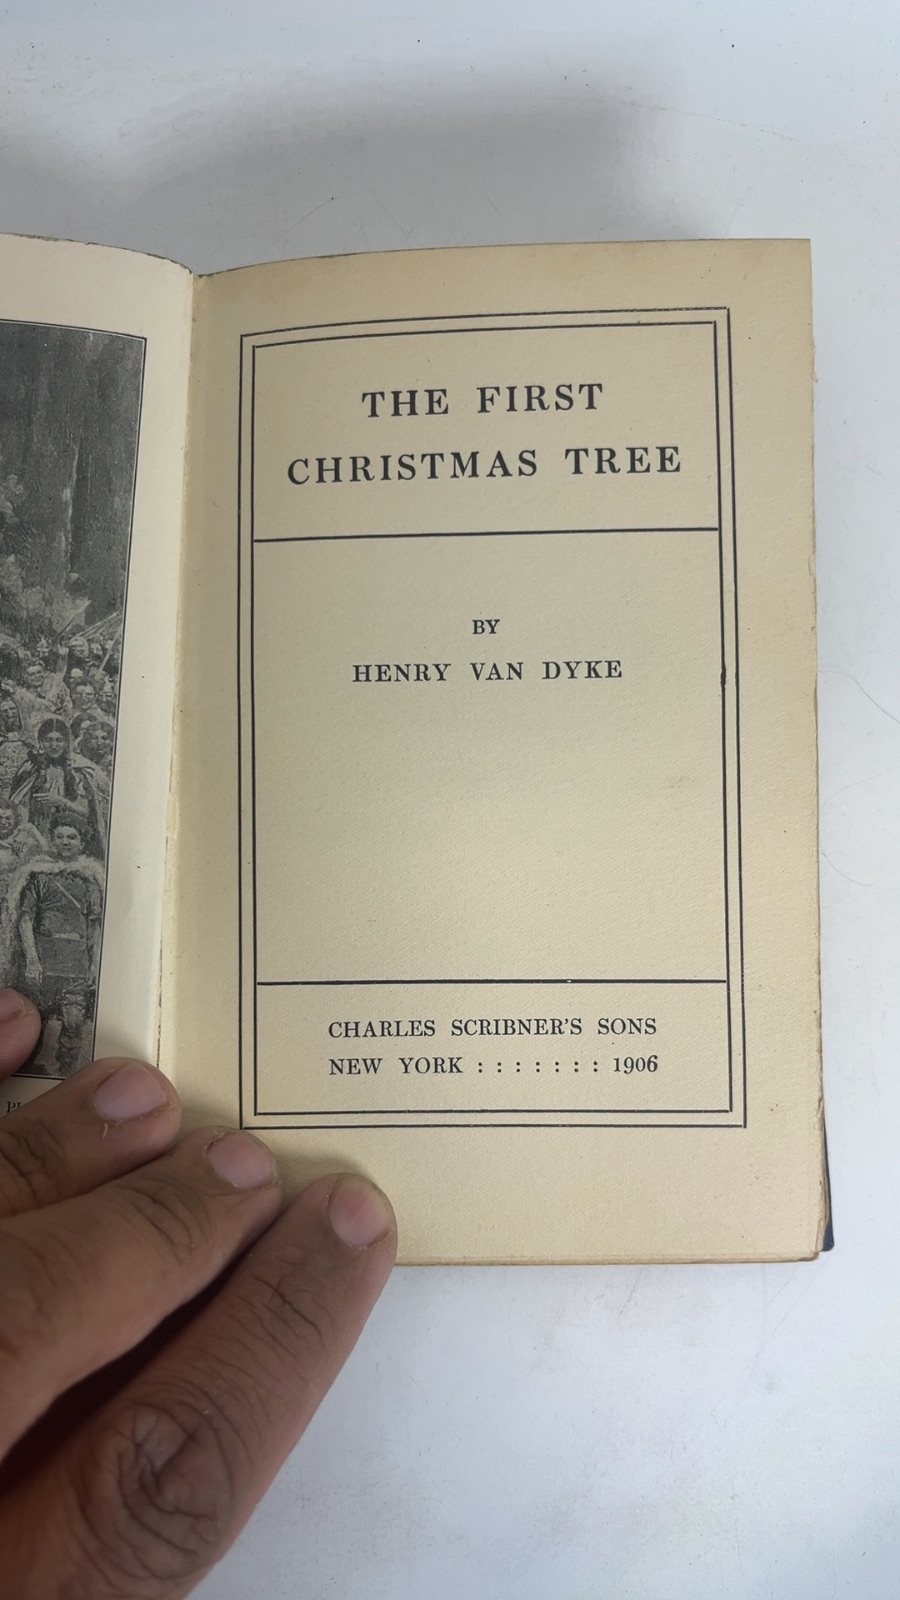 THE FIRST
CHRISTMAS TREE
BY
HENRY VAN DYKE
CHARLES SCRIBNER'S SONS
NEW YORK : : : : : : : 1906